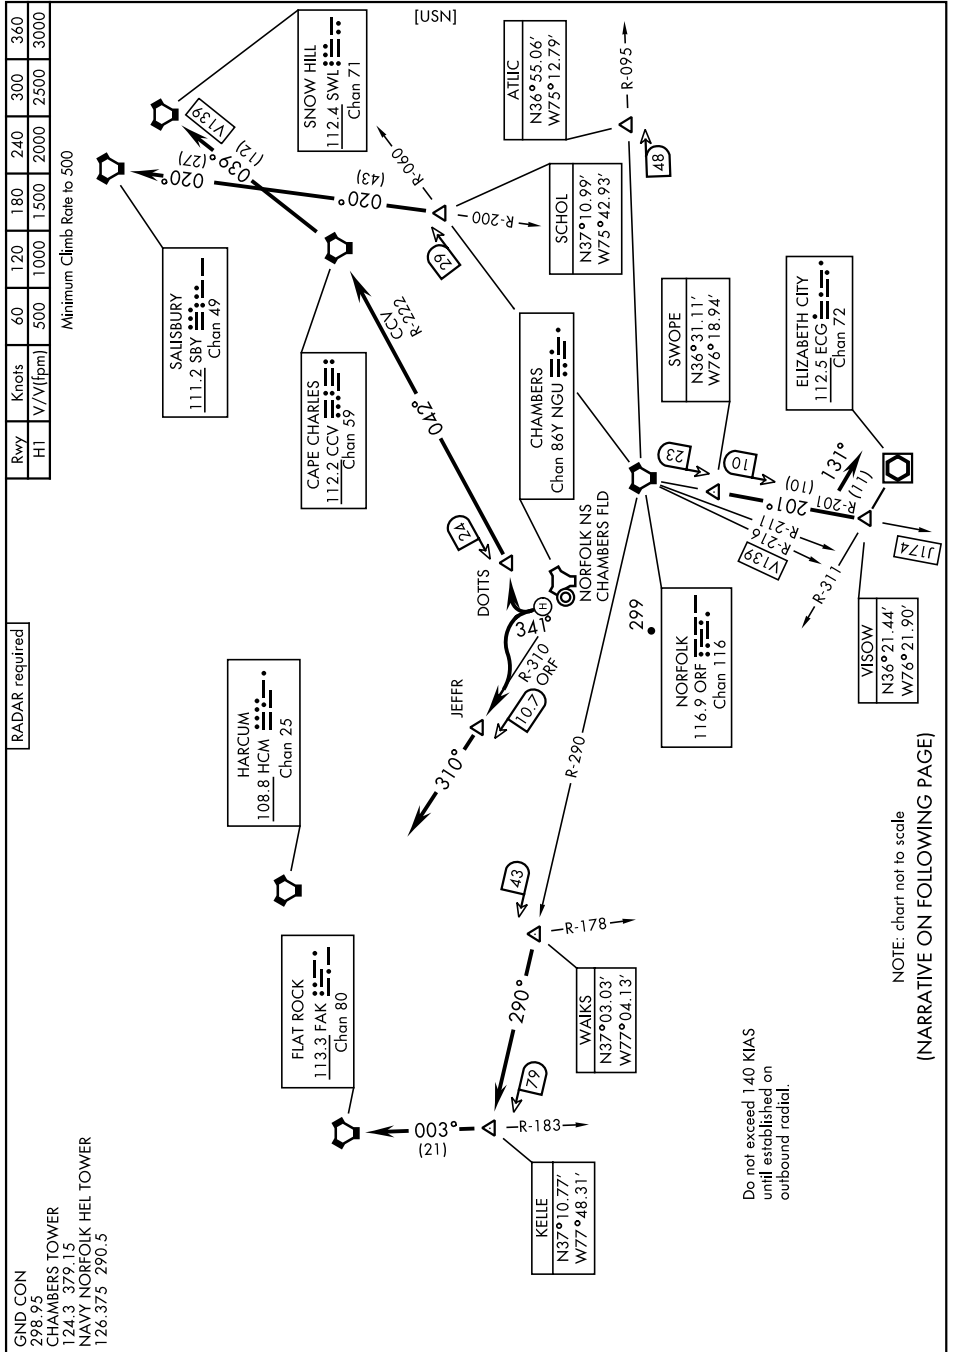 GND CON
298.95
CHAMBERS TOWER
124.3 379.15
NAVY NORFOLK HEL TOWER
126.375 290.5
RADAR required
Rwy Knots 60 120 180 240 300 360
H1 V/V(fpm) 500 1000 1500 2000 2500 3000
Minimum Climb Rate to 500
[USN]
FLAT ROCK
113.3 FAK
Chan 80
HARCUM
108.8 HCM
Chan 25
SALISBURY
111.2 SBY
Chan 49
SNOW HILL
112.4 SWL
Chan 71
CAPE CHARLES
112.2 CCV
Chan 59
CHAMBERS
Chan 86Y NGU
NORFOLK
116.9 ORF
Chan 116
ELIZABETH CITY
112.5 ECG
Chan 72
V139
039°
(12)
020°
(27)
020°
(43)
R-060
R-200
29
CCV
R-222
042°
24
DOTTS
JEFFR
341°
H
R-310
ORF
10.7
310°
NORFOLK NS
CHAMBERS FLD
299
ATLIC
N36°55.06'
W75°12.79'
R-095
48
SCHOL
N37°10.99'
W75°42.93'
SWOPE
N36°31.11'
W76°18.94'
23
10
(10)
201°
R-201
R-211
R-216
V139
131°
(11)
J174
R-311
VISOW
N36°21.44'
W76°21.90'
R-290
43
R-178
WAIKS
N37°03.03'
W77°04.13'
290°
79
R-183
003°
(21)
KELLE
N37°10.77'
W77°48.31'
Do not exceed 140 KIAS
until established on
outbound radial.
NOTE: chart not to scale
(NARRATIVE ON FOLLOWING PAGE)